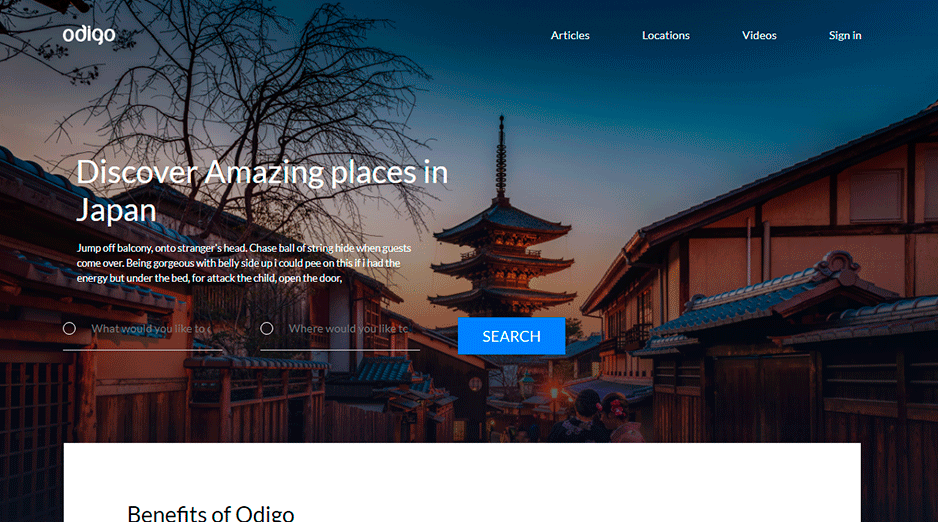 odigo
Articles
Locations
Videos
Sign in
Discover Amazing places in
Japan
Jump off balcony, onto stranger's head. Chase ball of string hide when guests
come over. Being gorgeous with belly side up i could pee on this if i had the
energy but under the bed, for attack the child, open the door,
What would you like to
Where would you like to
SEARCH
Benefits of Odigo